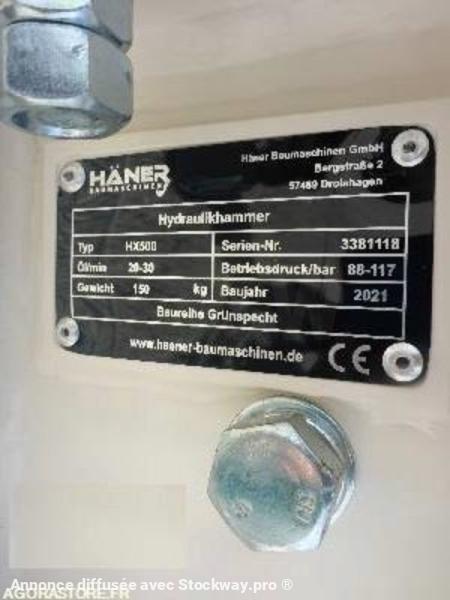 HÄNER
BAUMASCHINEN
Häner Baumaschinen GmbH
Bergstraße 2
57489 Drolshagen
Hydraulikhammer
Typ HX500 Serien-Nr. 3381118
Öl/min 20-30 Betriebsdruck/bar 88-117
Gewicht 150 kg Baujahr 2021
Baureihe Grünspecht
www.haener-baumaschinen.de CE
Annonce diffusée avec Stockway.pro ®
AGORASTORE.FR